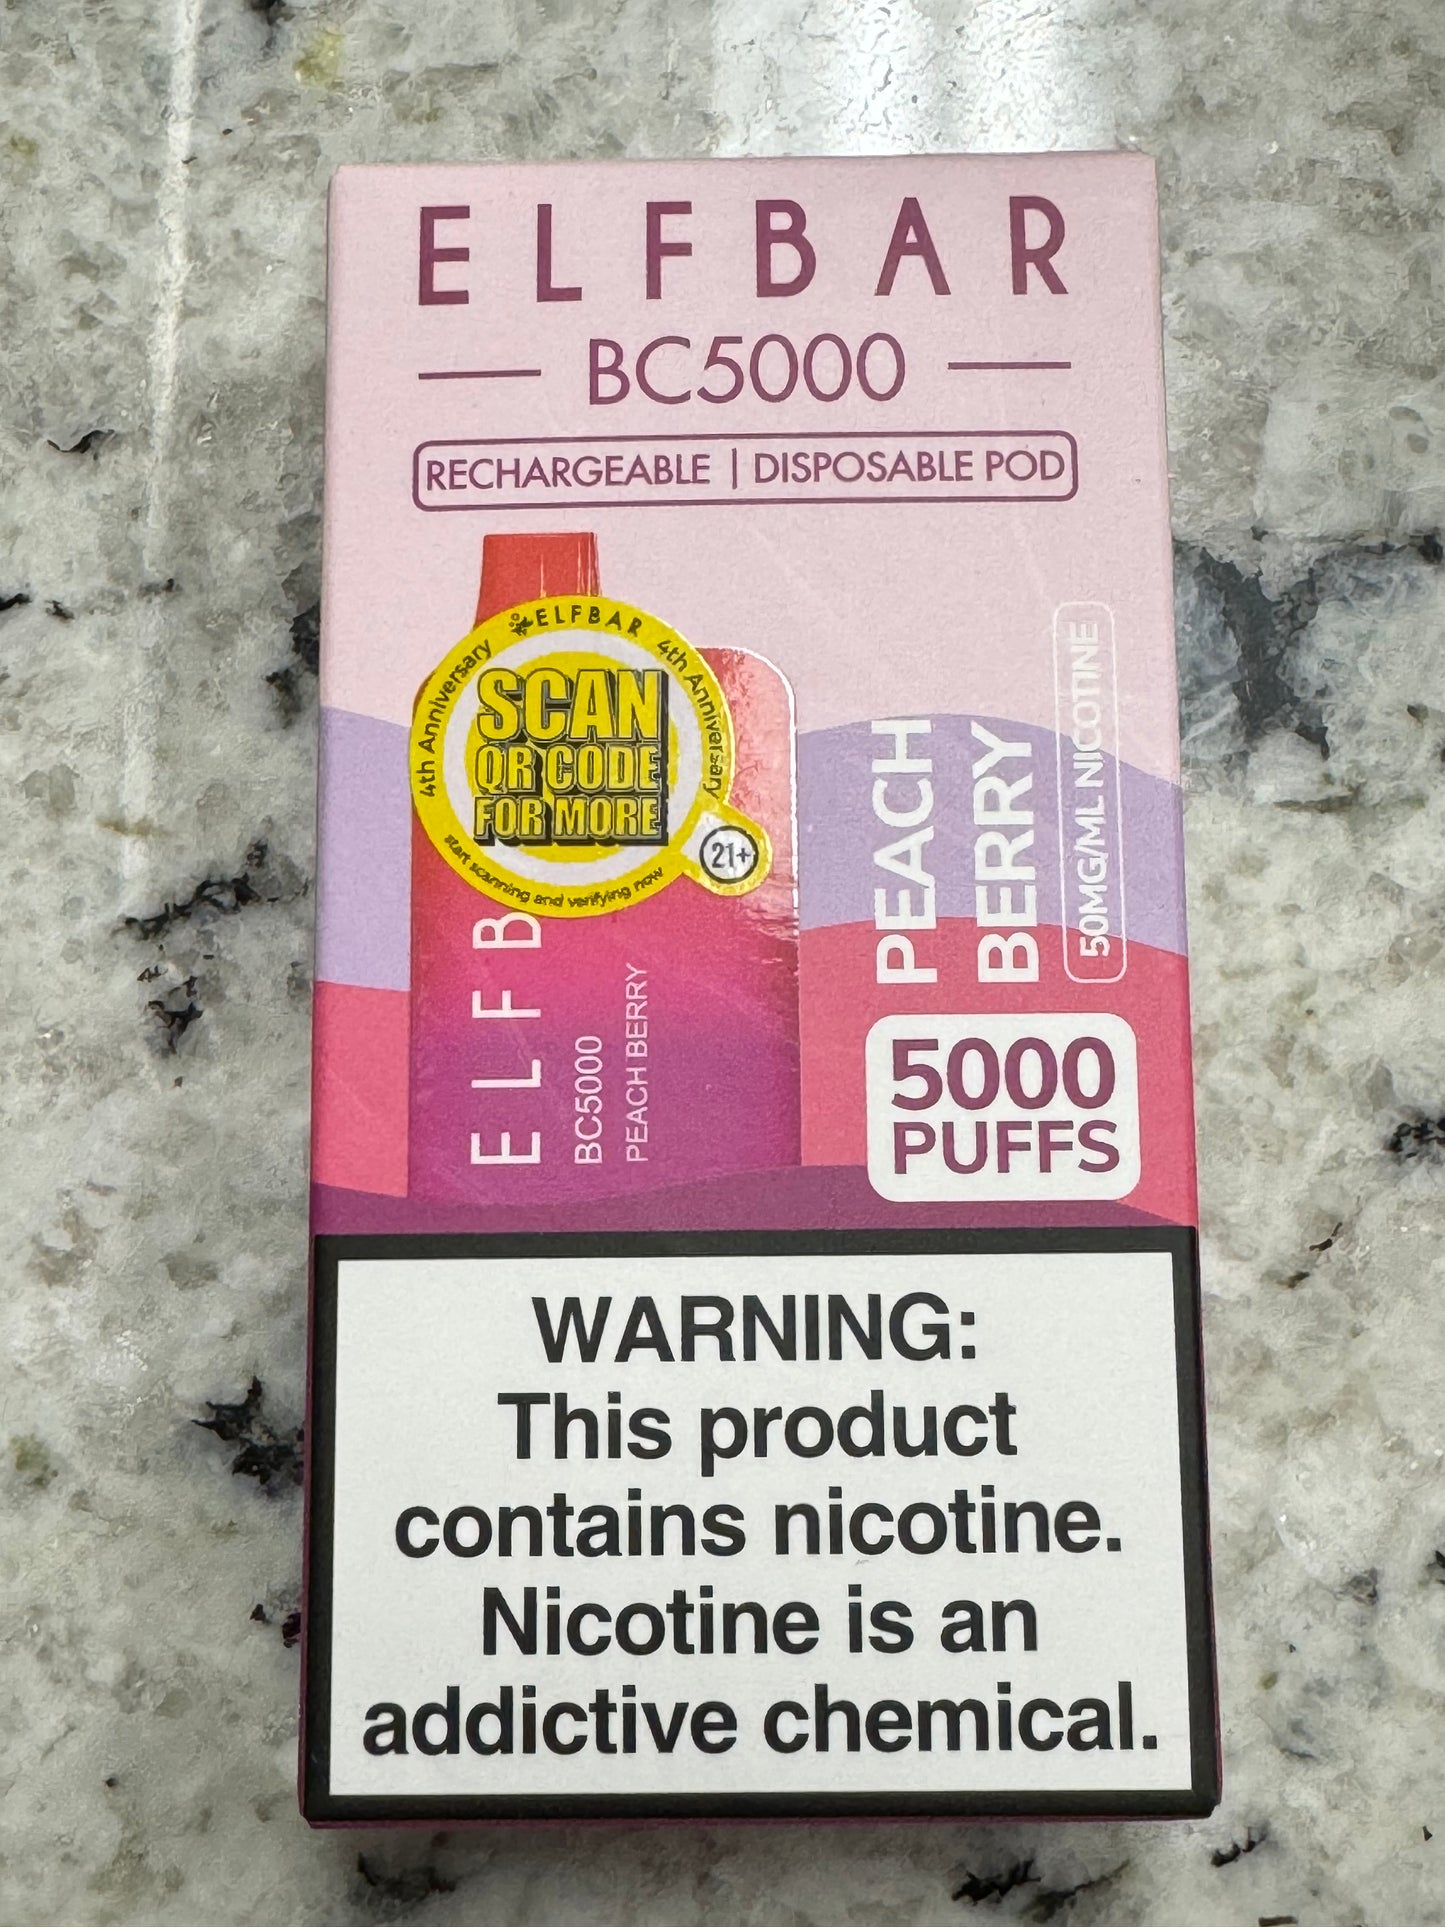 ELFBAR
BC5000
RECHARGEABLE | DISPOSABLE POD
ELFBAR
4th Anniversary
4th Anniversary
SCAN
QR CODE
FOR MORE
start scanning and verifying now
21+
ELFB
BC5000
PEACH BERRY
PEACH
BERRY
50MG/ML NICOTINE
5000
PUFFS
WARNING:
This product
contains nicotine.
Nicotine is an
addictive chemical.